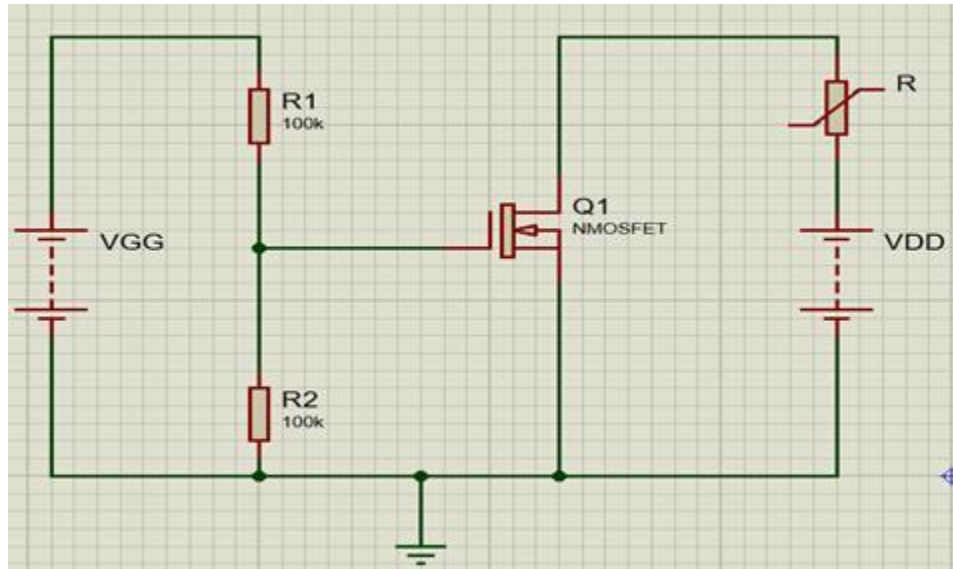 R1
100k
VGG
R2
100k
Q1
NMOSFET
R
VDD